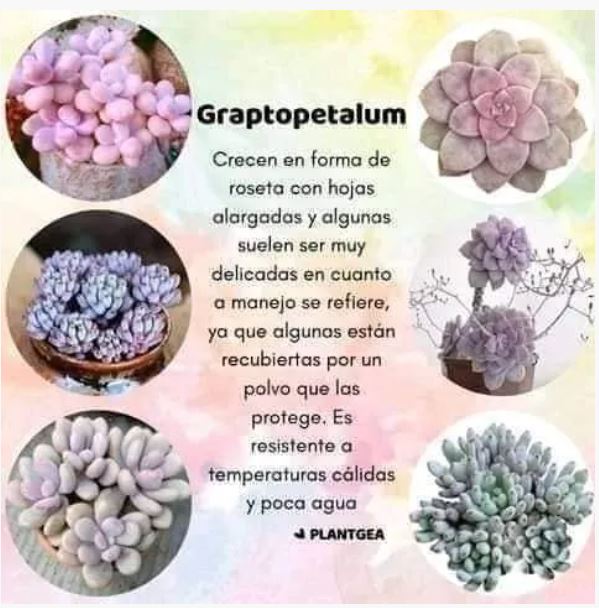 Graptopetalum
Crecen en forma de
roseta con hojas
alargadas y algunas
suelen ser muy
delicadas en cuanto
a manejo se refiere,
ya que algunas están
recubiertas por un
polvo que las
protege. Es
resistente a
temperaturas cálidas
y poca agua
PLANTGEA